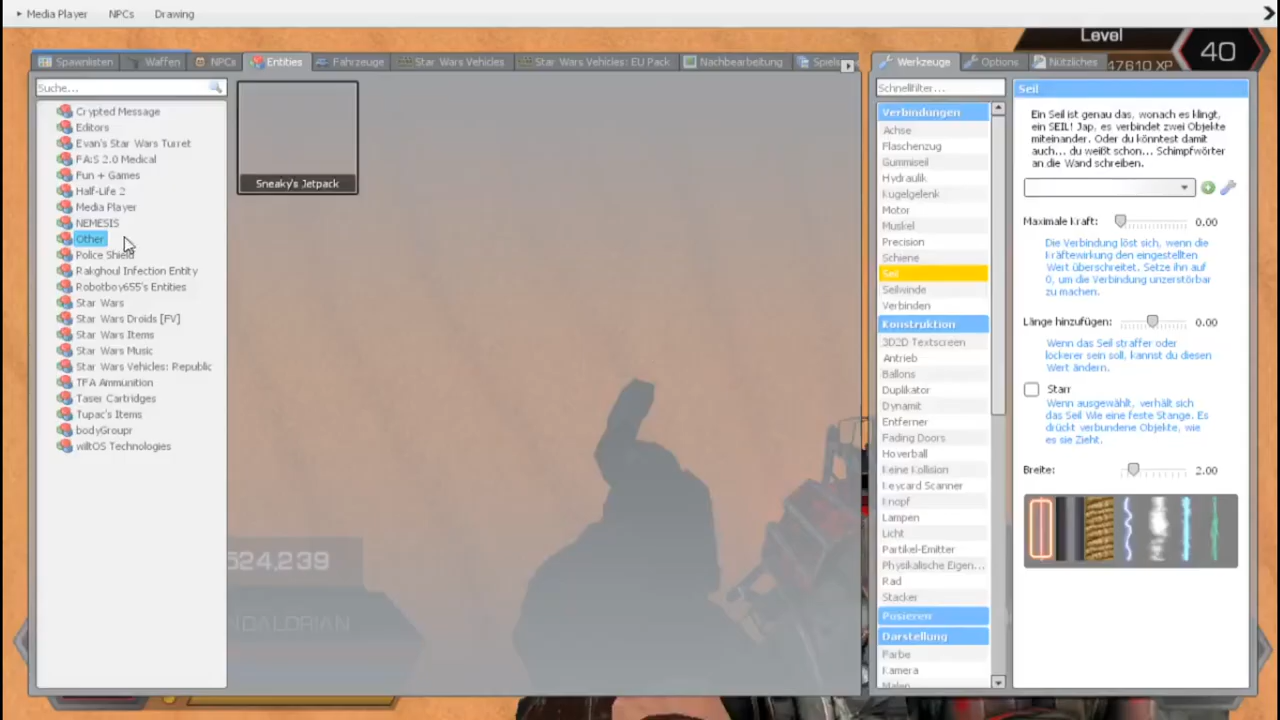 Media Player NPCs Drawing
Level
40
47610 XP
Spawnlisten Waffen NPCs Entities Fahrzeuge Star Wars Vehicles Star Wars Vehicles: EU Pack Nachbearbeitung
Suche...
Crypted Message
Editors
Evan's Star Wars Turret
FA:S 2.0 Medical
Fun + Games
Half-Life 2
Media Player
NEMESIS
Other
Police Shield
Rakghoul Infection Entity
Robotboy655's Entities
Star Wars
Star Wars Droids [FV]
Star Wars Items
Star Wars Music
Star Wars Vehicles: Republic
TFA Ammunition
Taser Cartridges
Tupac's Items
bodyGroupr
wiltOS Technologies
Sneaky's Jetpack
524,239
NDALORIAN
Werkzeuge Optionen Nützliches
Schnellfilter...
Verbindungen
Achse
Flaschenzug
Gummiseil
Hydraulik
Kugelgelenk
Motor
Muskel
Precision
Schiene
Seil
Seilwinde
Verbinden
Konstruktion
3D2D Textscreen
Antrieb
Ballons
Duplikator
Dynamit
Entferner
Fading Doors
Hoverball
Keine Kollision
Keycard Scanner
Knopf
Lampen
Licht
Partikel-Emitter
Physikalische Eigen...
Rad
Stacker
Posieren
Darstellung
Farbe
Kamera
Malen
Seil
Ein Seil ist genau das, wonach es klingt,
ein SEIL! Jap, es verbindet zwei Objekte
miteinander. Oder du könntest damit
auch... du weißt schon... Schimpfwörter
an die Wand schreiben.
Maximale kraft: 0.00
Die Verbindung löst sich, wenn die
kräftewirkung den eingestellten
Wert überschreitet. Setze ihn auf
0, um die Verbindung unzerstörbar
zu machen.
Länge hinzufügen: 0.00
Wenn das Seil straffer oder
lockerer sein soll, kannst du diesen
Wert ändern.
Starr
Wenn ausgewählt, verhält sich
das Seil Wie eine feste Stange. Es
drückt verbundene Objekte, wie
es sie Zieht.
Breite: 2.00